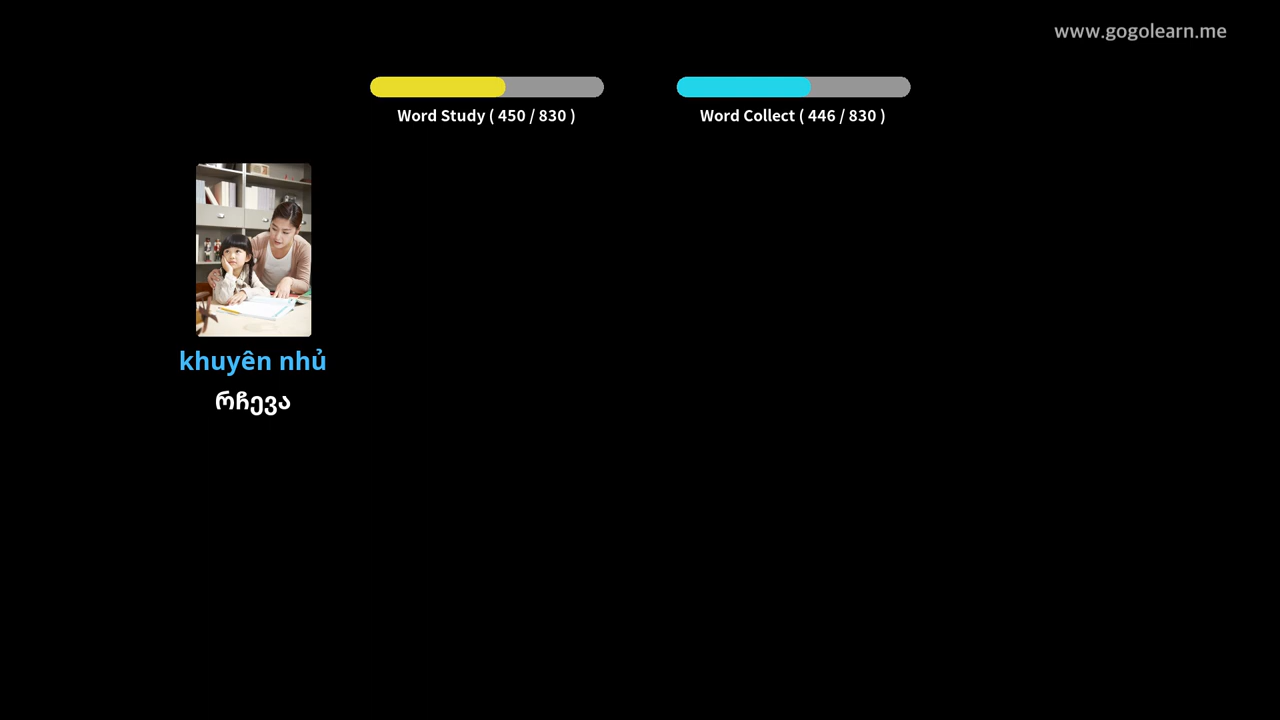 www.gogolearn.me
Word Study ( 450 / 830 )
Word Collect ( 446 / 830 )
khuyên nhủ
რჩევა